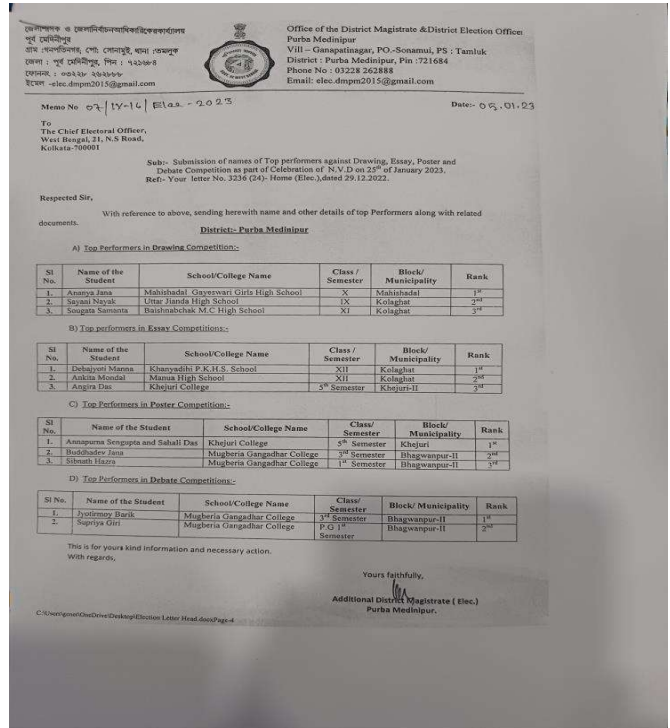 জেলাশাসক ও জেলানির্বাচনআধিকারিকেরকার্যালয়
পূর্ব মেদিনীপুর
গ্রাম :গনপতিনগর, পোঃ সোনামুই, থানা :তমলুক
জেলা : পূর্ব মেদিনীপুর, পিন : ৭২১৬৮৪
ফোননং : ০৩২২৮ ২৬২৮৮৮
ইমেল -elec.dmpm2015@gmail.com
Office of the District Magistrate &District Election Officer
Purba Medinipur
Vill – Ganapatinagar, PO.-Sonamui, PS : Tamluk
District : Purba Medinipur, Pin :721684
Phone No : 03228 262888
Email: elec.dmpm2015@gmail.com
Memo No 07/IV-14/Elec - 2023 Date:- 05.01.23
To
The Chief Electoral Officer,
West Bengal, 21, N.S Road,
Kolkata-700001
Sub:- Submission of names of Top performers against Drawing, Essay, Poster and
Debate Competition as part of Celebration of N.V.D on 25th of January 2023.
Ref:- Your letter No. 3236 (24)- Home (Elec.),dated 29.12.2022.
Respected Sir,
With reference to above, sending herewith name and other details of top Performers along with related
documents.
District:- Purba Medinipur
A) Top Performers in Drawing Competition:-
Sl No. Name of the Student School/College Name Class / Semester Block/ Municipality Rank
1. Ananya Jana Mahishadal Gayeswari Girls High School X Mahishadal 1st
2. Sayani Nayak Uttar Jianda High School IX Kolaghat 2nd
3. Sougata Samanta Baishnabchak M.C High School XI Kolaghat 3rd
B) Top performers in Essay Competitions:-
Sl No. Name of the Student School/College Name Class / Semester Block/ Municipality Rank
1. Debajyoti Manna Khanyadihi P.K.H.S. School XII Kolaghat 1st
2. Ankita Mondal Manua High School XII Kolaghat 2nd
3. Angira Das Khejuri College 5th Semester Khejuri-II 3rd
C) Top Performers in Poster Competition:-
Sl No. Name of the Student School/College Name Class/ Semester Block/ Municipality Rank
1. Annapurna Sengupta and Sahali Das Khejuri College 5th Semester Khejuri 1st
2. Buddhadev Jana Mugberia Gangadhar College 3rd Semester Bhagwanpur-II 2nd
3. Sibnath Hazra Mugberia Gangadhar College 1st Semester Bhagwanpur-II 3rd
D) Top Performers in Debate Competitions:-
Sl No. Name of the Student School/College Name Class/ Semester Block/ Municipality Rank
1. Jyotirmoy Barik Mugberia Gangadhar College 3rd Semester Bhagwanpur-II 1st
2. Supriya Giri Mugberia Gangadhar College P.G 1st Semester Bhagwanpur-II 2nd
This is for yours kind information and necessary action.
With regards,
Yours faithfully,
Additional District Magistrate ( Elec.)
Purba Medinipur.